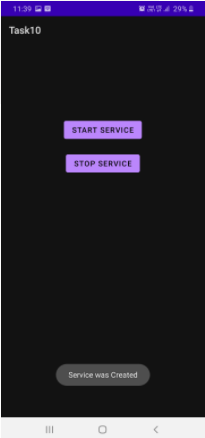 11:39 29%
Task10
START SERVICE
STOP SERVICE
Service was Created